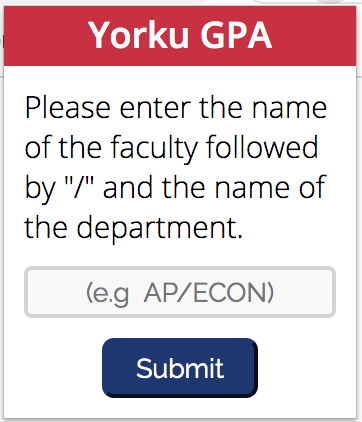 Yorku GPA
Please enter the name
of the faculty followed
by "/" and the name of
the department.
(e.g AP/ECON)
Submit